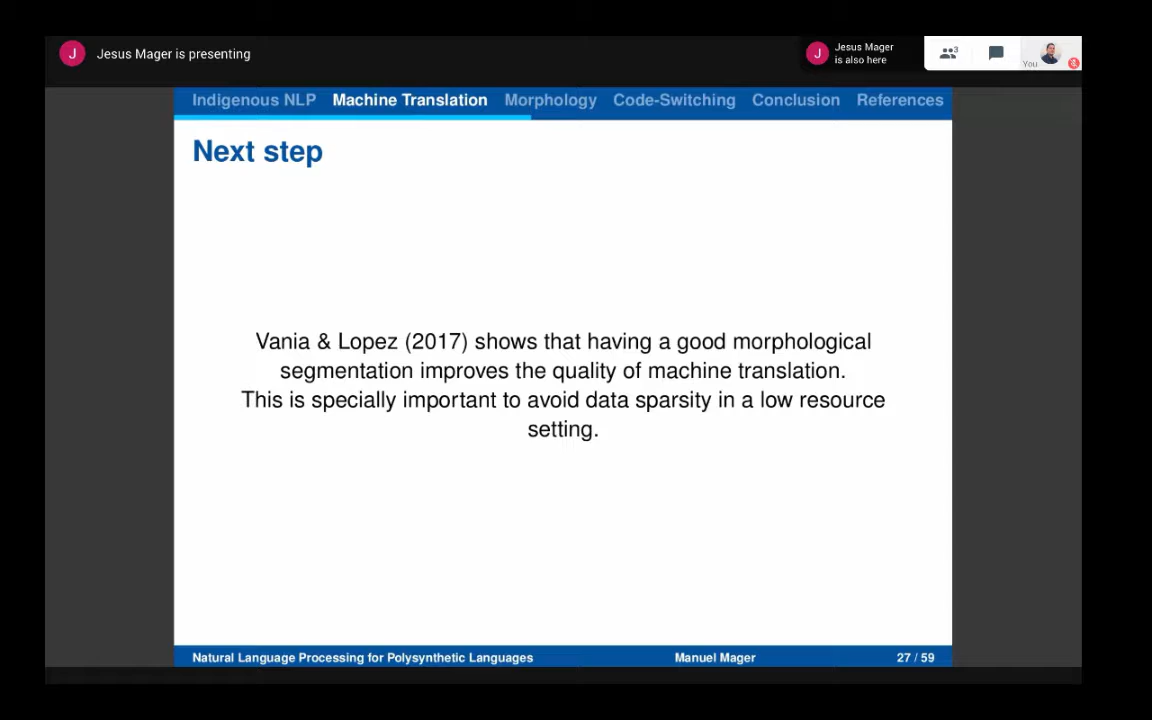 J Jesus Mager is presenting
J Jesus Mager
is also here
3
You
Indigenous NLP Machine Translation Morphology Code-Switching Conclusion References
Next step
Vania & Lopez (2017) shows that having a good morphological
segmentation improves the quality of machine translation.
This is specially important to avoid data sparsity in a low resource
setting.
Natural Language Processing for Polysynthetic Languages Manuel Mager 27 / 59